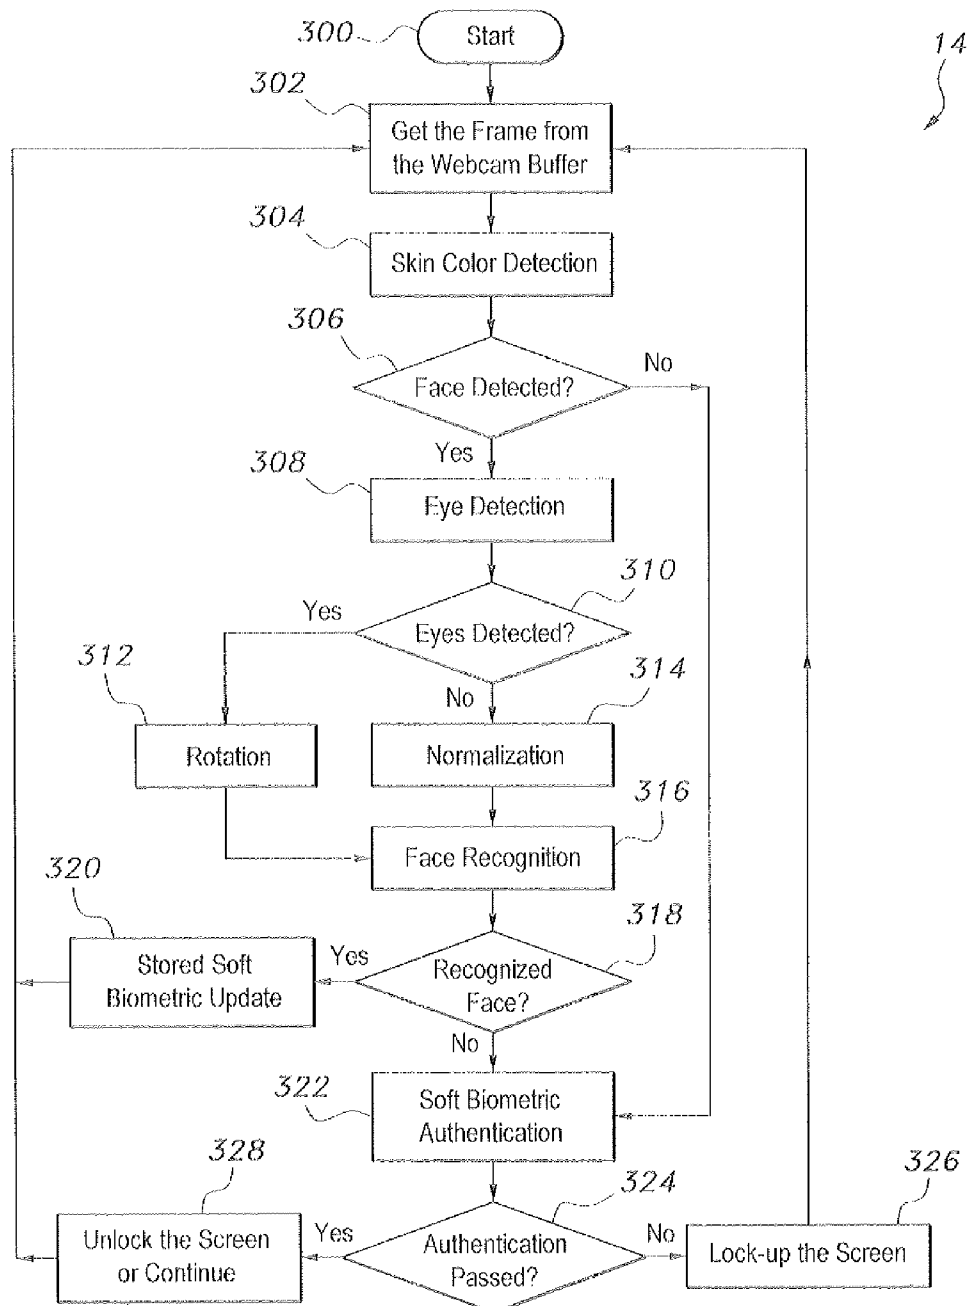 300
Start
14
302
Get the Frame from
the Webcam Buffer
304
Skin Color Detection
306
Face Detected?
No
Yes
308
Eye Detection
310
Yes
Eyes Detected?
312
No
314
Rotation
Normalization
316
Face Recognition
320
318
Stored Soft
Biometric Update
Yes
Recognized
Face?
No
322
Soft Biometric
Authentication
328
324
326
Unlock the Screen
or Continue
Yes
Authentication
Passed?
No
Lock-up the Screen